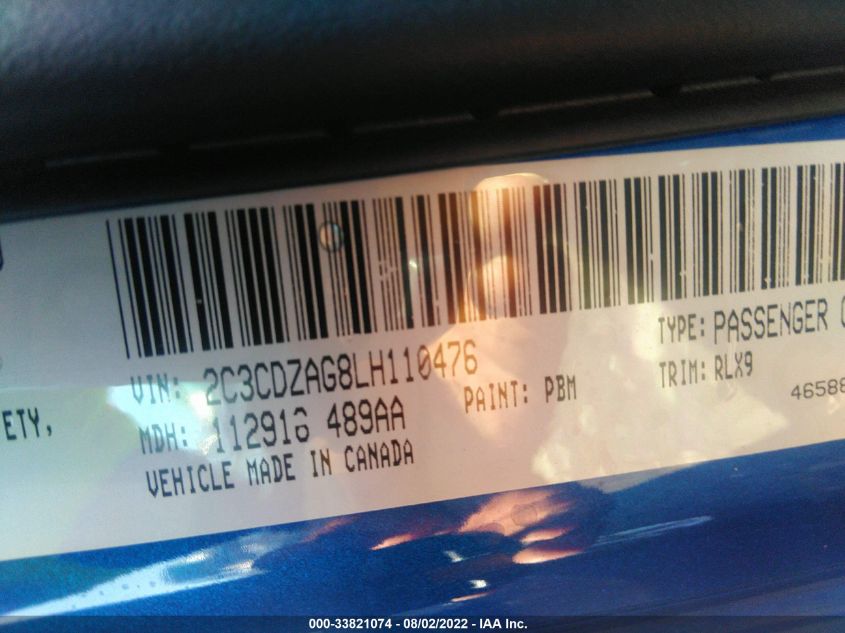 VIN: 2C3CDZAG8LH110476
TYPE: PASSENGER
MDH: 112916 489AA
PAINT: PBM
TRIM: RLX9
ETY,
VEHICLE MADE IN CANADA
4658
000-33821074 - 08/02/2022 - IAA Inc.